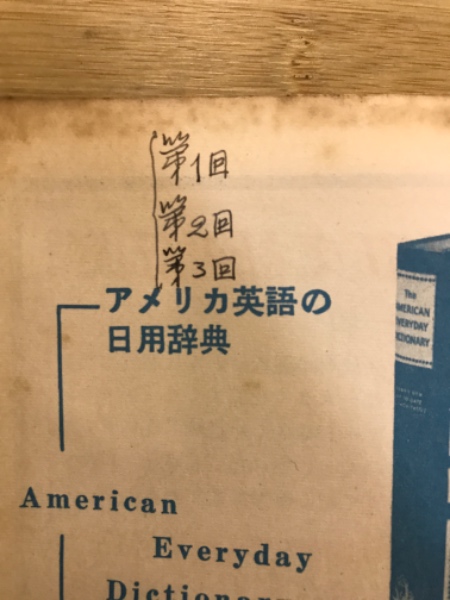 第1回
第2回
第3回
アメリカ英語の
日用辞典
The
AMERICAN
EVERYDAY
DICTIONARY
American
Everyday
Dictionary